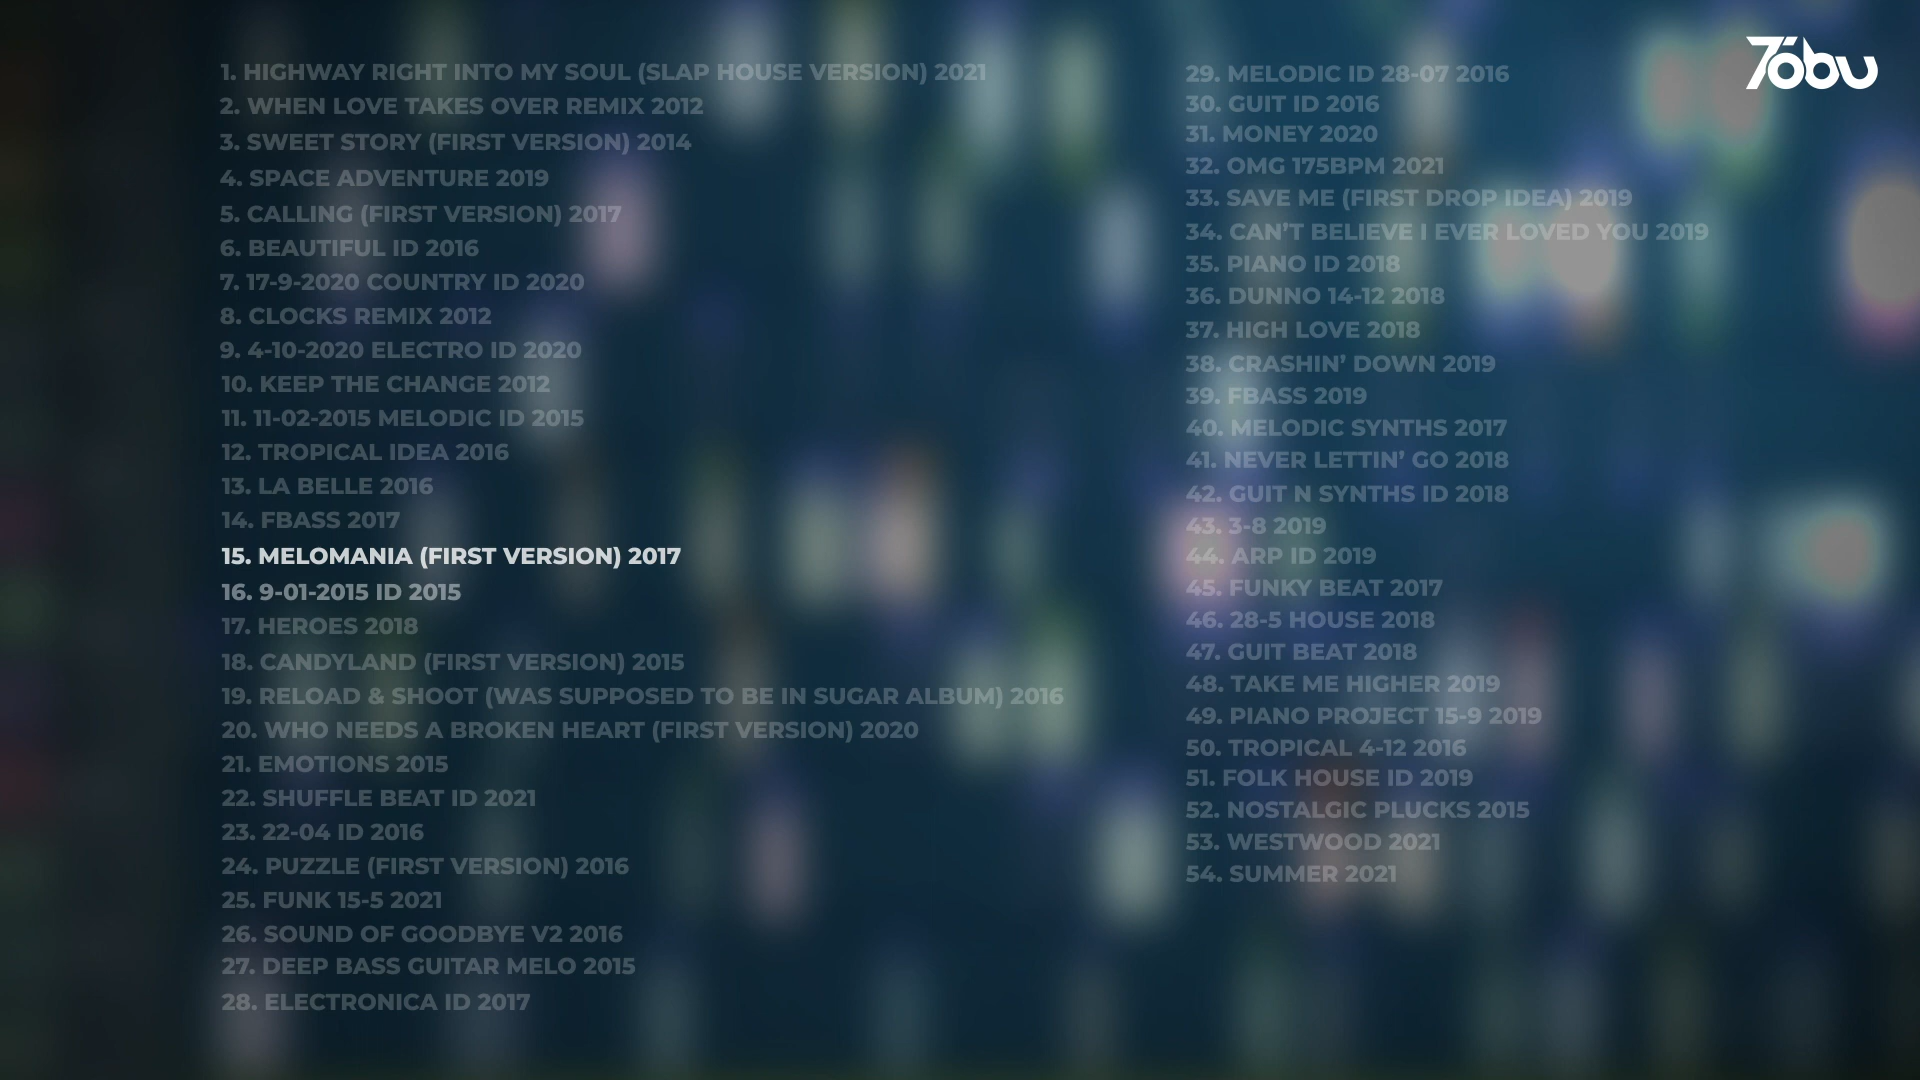 1. HIGHWAY RIGHT INTO MY SOUL (SLAP HOUSE VERSION) 2021
2. WHEN LOVE TAKES OVER REMIX 2012
3. SWEET STORY (FIRST VERSION) 2014
4. SPACE ADVENTURE 2019
5. CALLING (FIRST VERSION) 2017
6. BEAUTIFUL ID 2016
7. 17-9-2020 COUNTRY ID 2020
8. CLOCKS REMIX 2012
9. 4-10-2020 ELECTRO ID 2020
10. KEEP THE CHANGE 2012
11. 11-02-2015 MELODIC ID 2015
12. TROPICAL IDEA 2016
13. LA BELLE 2016
14. FBASS 2017
15. MELOMANIA (FIRST VERSION) 2017
16. 9-01-2015 ID 2015
17. HEROES 2018
18. CANDYLAND (FIRST VERSION) 2015
19. RELOAD & SHOOT (WAS SUPPOSED TO BE IN SUGAR ALBUM) 2016
20. WHO NEEDS A BROKEN HEART (FIRST VERSION) 2020
21. EMOTIONS 2015
22. SHUFFLE BEAT ID 2021
23. 22-04 ID 2016
24. PUZZLE (FIRST VERSION) 2016
25. FUNK 15-5 2021
26. SOUND OF GOODBYE V2 2016
27. DEEP BASS GUITAR MELO 2015
28. ELECTRONICA ID 2017
29. MELODIC ID 28-07 2016
30. GUIT ID 2016
31. MONEY 2020
32. OMG 175BPM 2021
33. SAVE ME (FIRST DROP IDEA) 2019
34. CAN'T BELIEVE I EVER LOVED YOU 2019
35. PIANO ID 2018
36. DUNNO 14-12 2018
37. HIGH LOVE 2018
38. CRASHIN' DOWN 2019
39. FBASS 2019
40. MELODIC SYNTHS 2017
41. NEVER LETTIN' GO 2018
42. GUIT N SYNTHS ID 2018
43. 3-8 2019
44. ARP ID 2019
45. FUNKY BEAT 2017
46. 28-5 HOUSE 2018
47. GUIT BEAT 2018
48. TAKE ME HIGHER 2019
49. PIANO PROJECT 15-9 2019
50. TROPICAL 4-12 2016
51. FOLK HOUSE ID 2019
52. NOSTALGIC PLUCKS 2015
53. WESTWOOD 2021
54. SUMMER 2021
Tobu